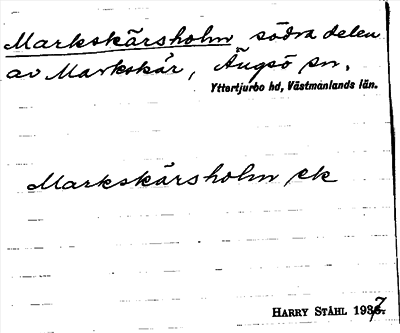 Markskärsholm södra delen
av Markskär, Ängsö sn,
Yttertjurbo hd, Västmanlands län.
Markskärsholm ek
HARRY STÅHL 1937.